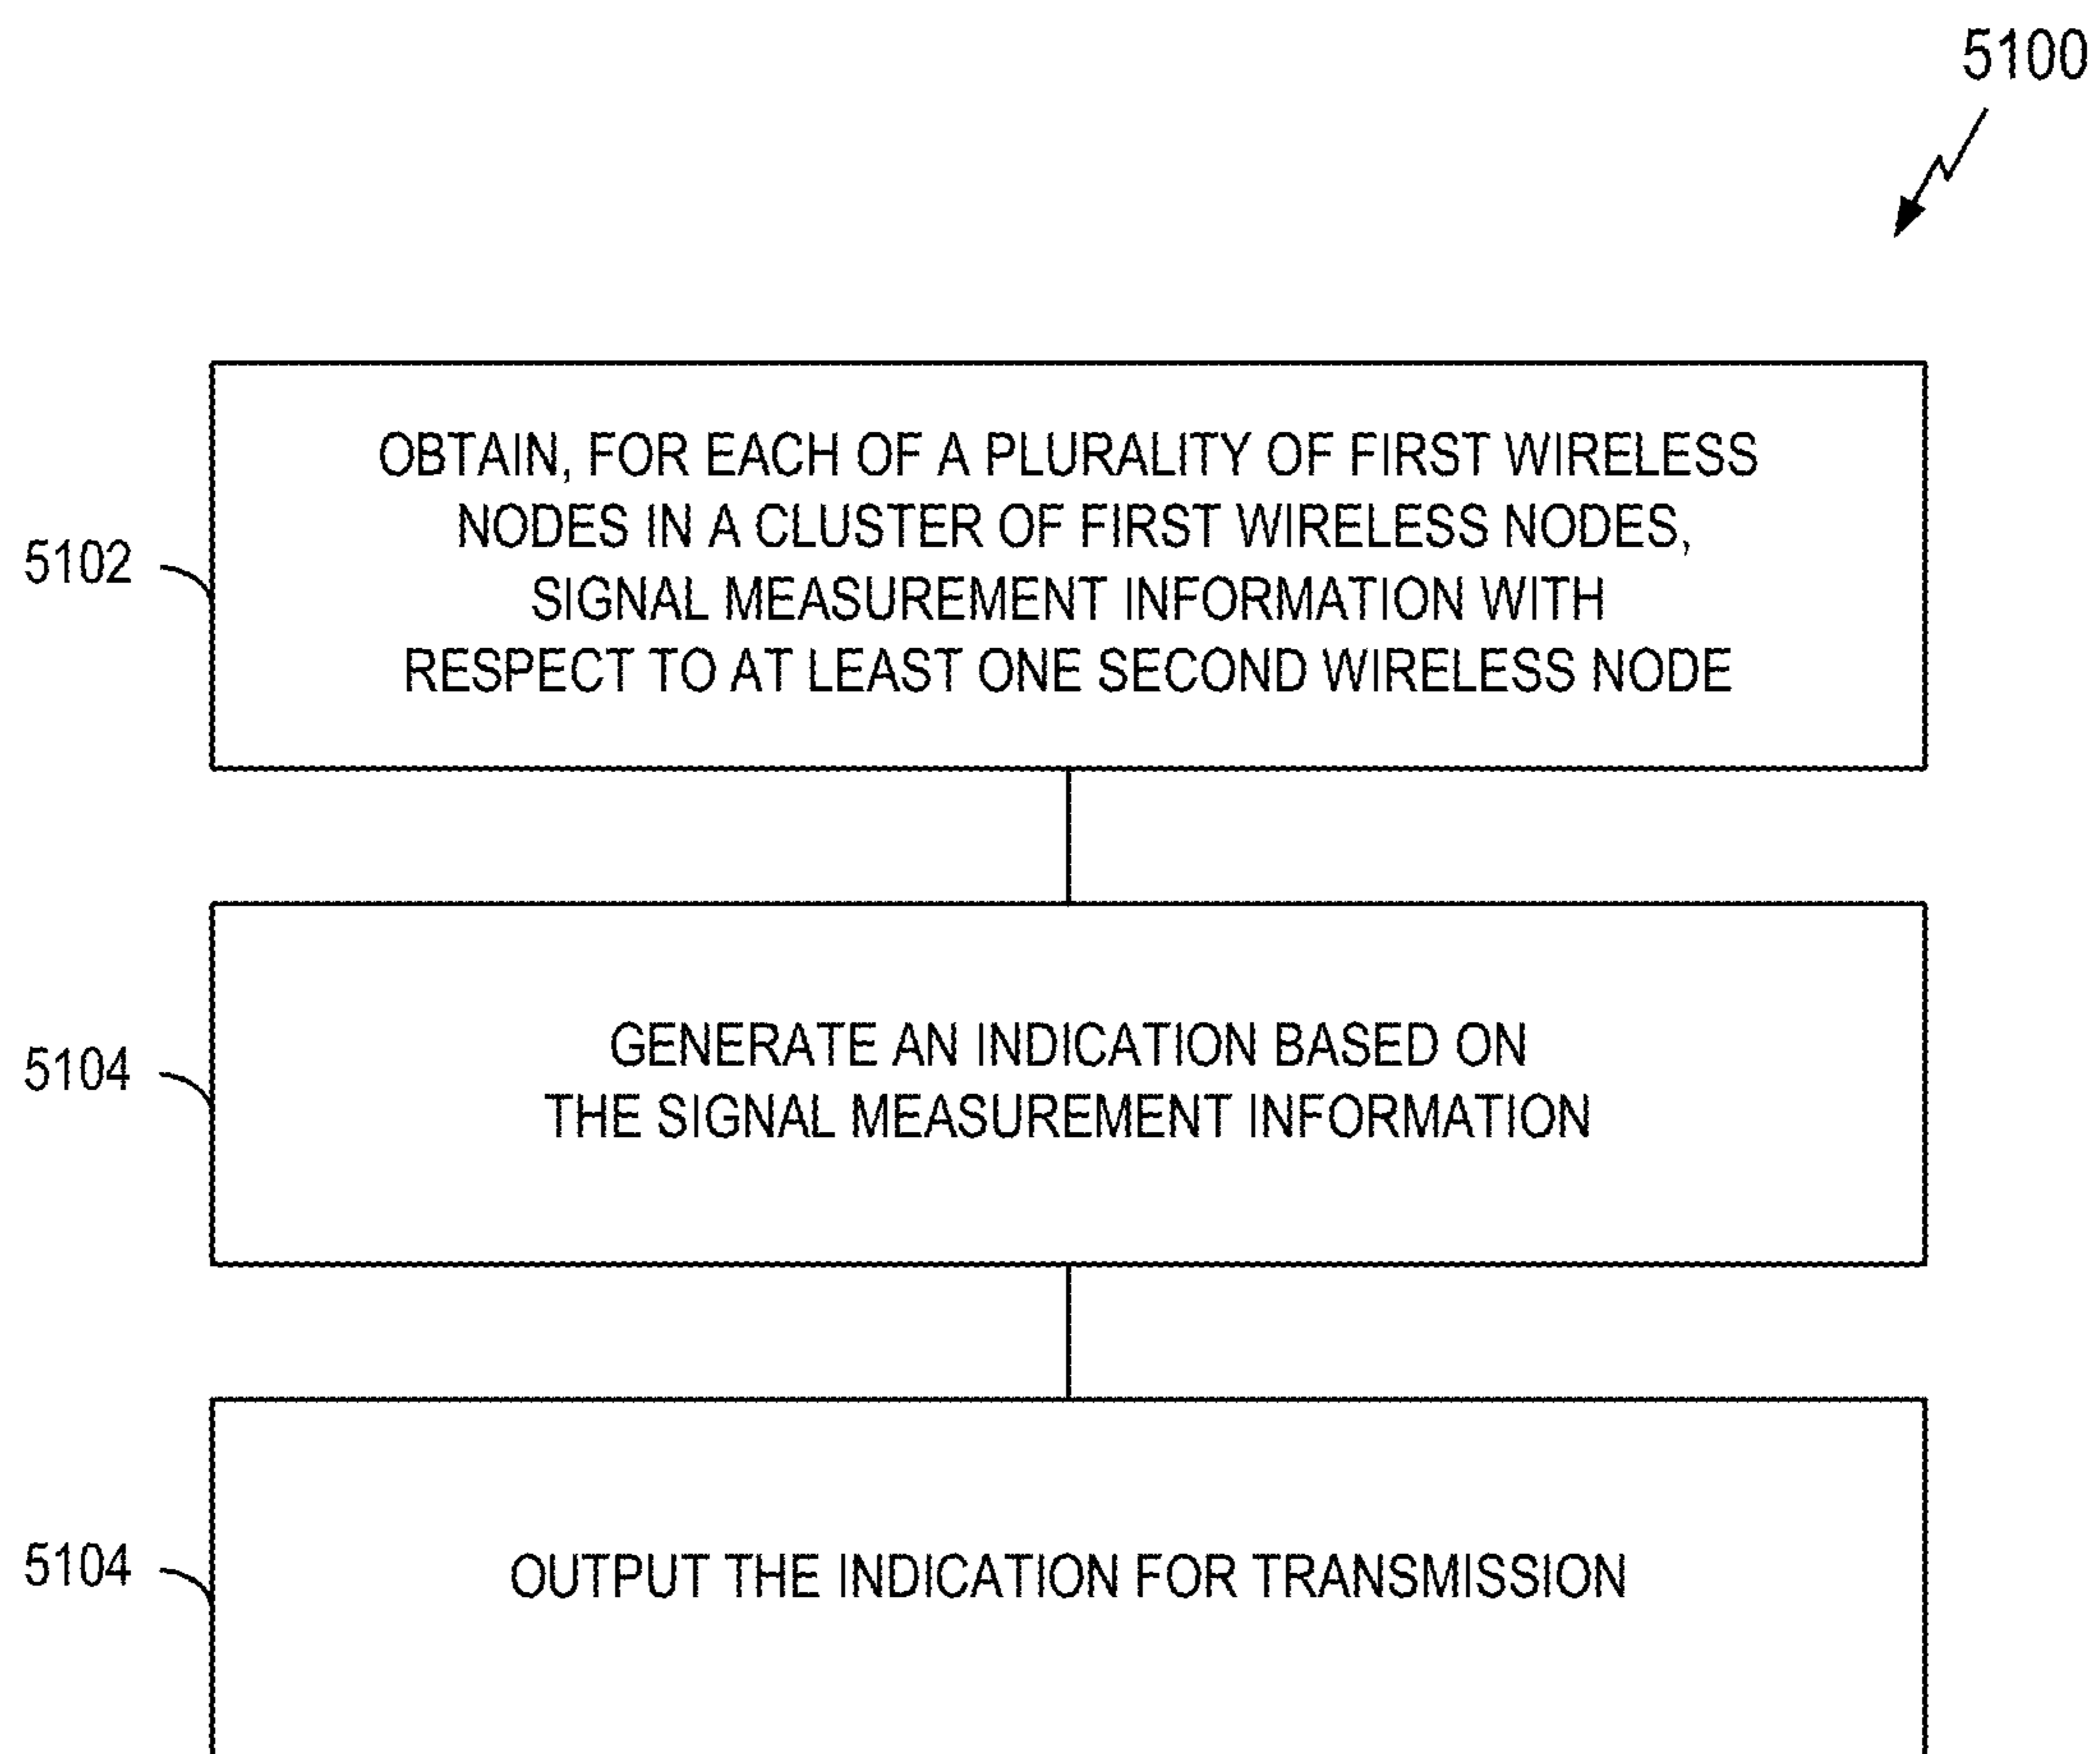 5100
OBTAIN, FOR EACH OF A PLURALITY OF FIRST WIRELESS
NODES IN A CLUSTER OF FIRST WIRELESS NODES,
SIGNAL MEASUREMENT INFORMATION WITH
RESPECT TO AT LEAST ONE SECOND WIRELESS NODE
5102
GENERATE AN INDICATION BASED ON
THE SIGNAL MEASUREMENT INFORMATION
5104
OUTPUT THE INDICATION FOR TRANSMISSION
5104